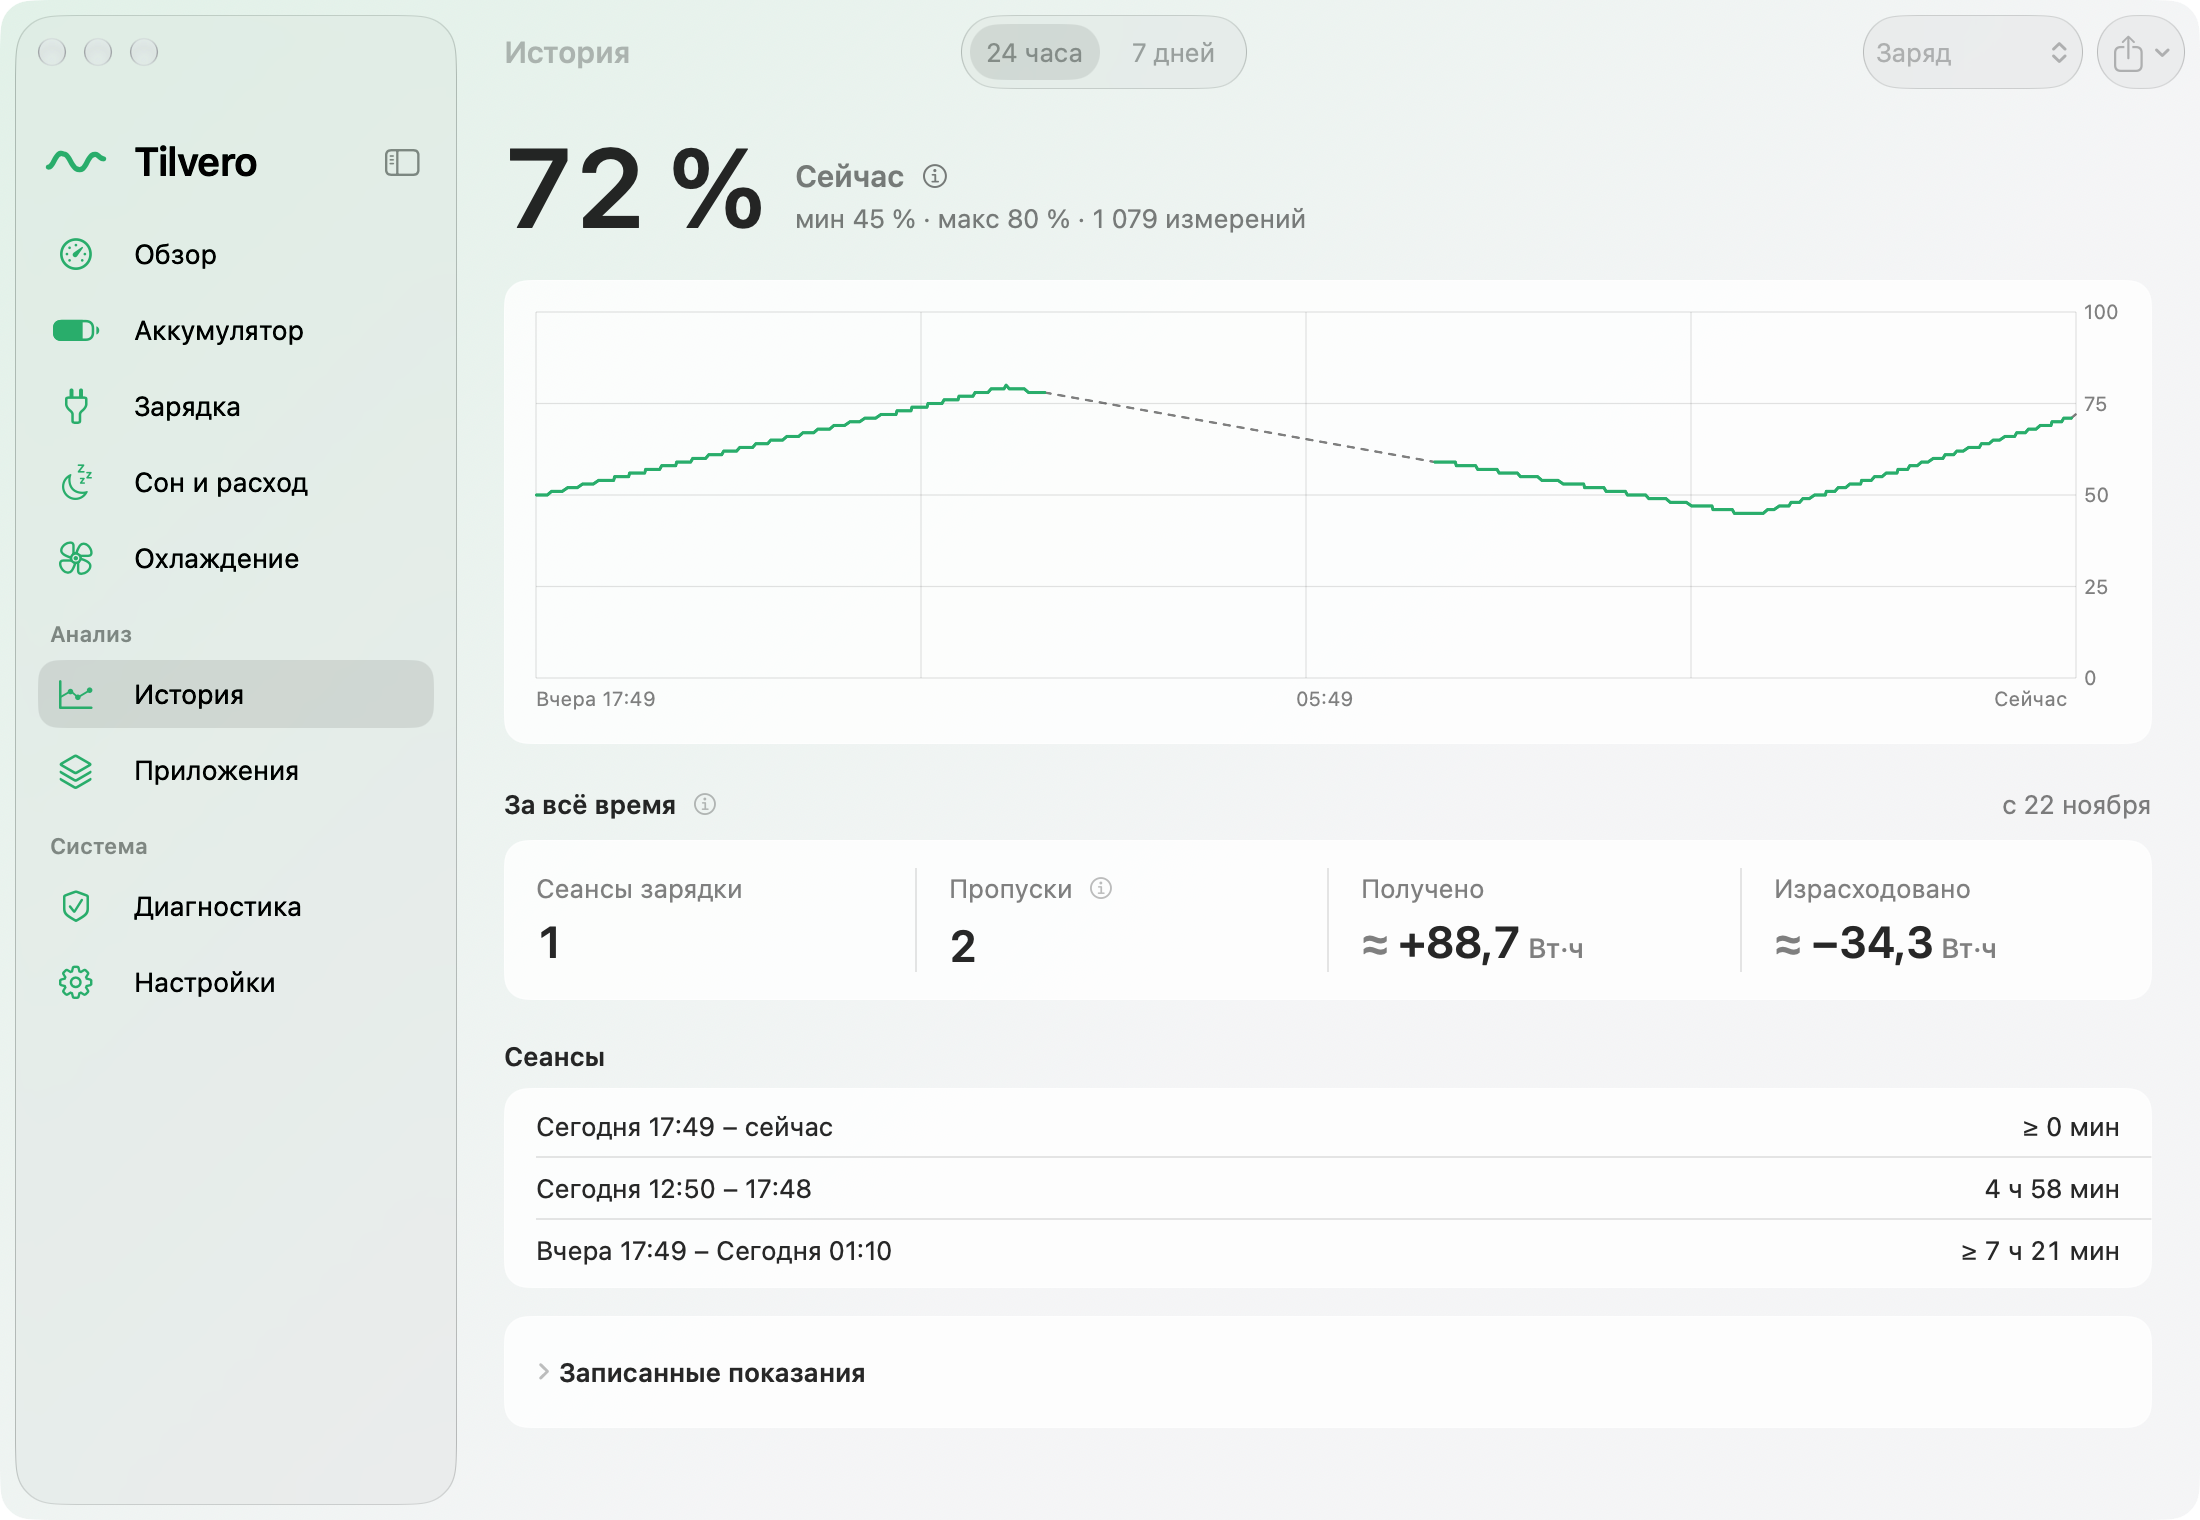 Tilvero
Обзор
Аккумулятор
Зарядка
Сон и расход
Охлаждение
Анализ
История
Приложения
Система
Диагностика
Настройки
История
24 часа
7 дней
Заряд
72 %
Сейчас
мин 45 % · макс 80 % · 1 079 измерений
100
75
50
25
0
Вчера 17:49
05:49
Сейчас
За всё время
с 22 ноября
Сеансы зарядки
1
Пропуски
2
Получено
≈ +88,7 Вт·ч
Израсходовано
≈ −34,3 Вт·ч
Сеансы
Сегодня 17:49 – сейчас
≥ 0 мин
Сегодня 12:50 – 17:48
4 ч 58 мин
Вчера 17:49 – Сегодня 01:10
≥ 7 ч 21 мин
Записанные показания